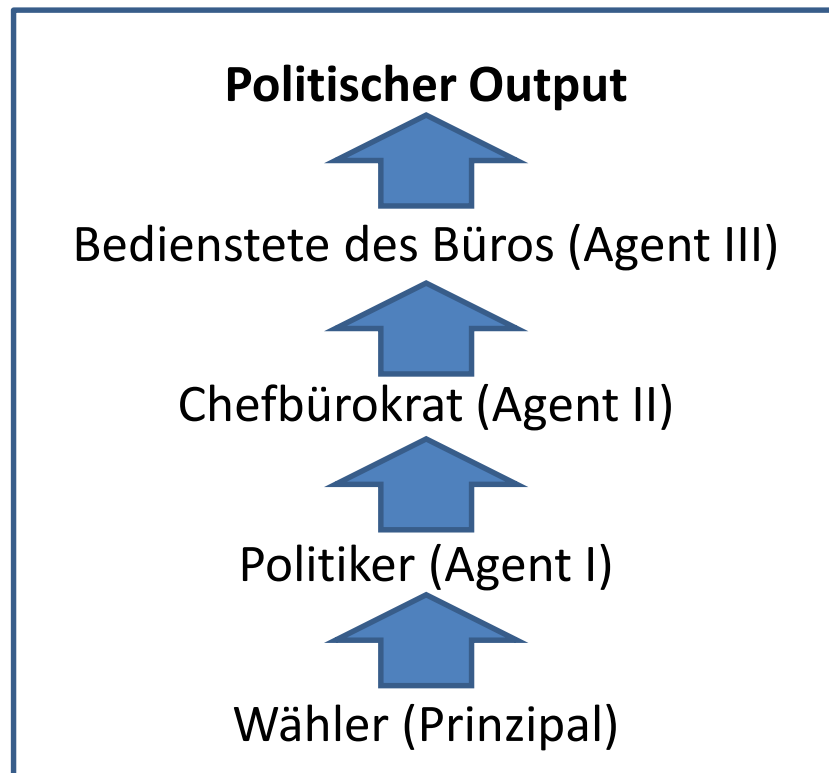 Politischer Output
Bedienstete des Büros (Agent III)
Chefbürokrat (Agent II)
Politiker (Agent I)
Wähler (Prinzipal)